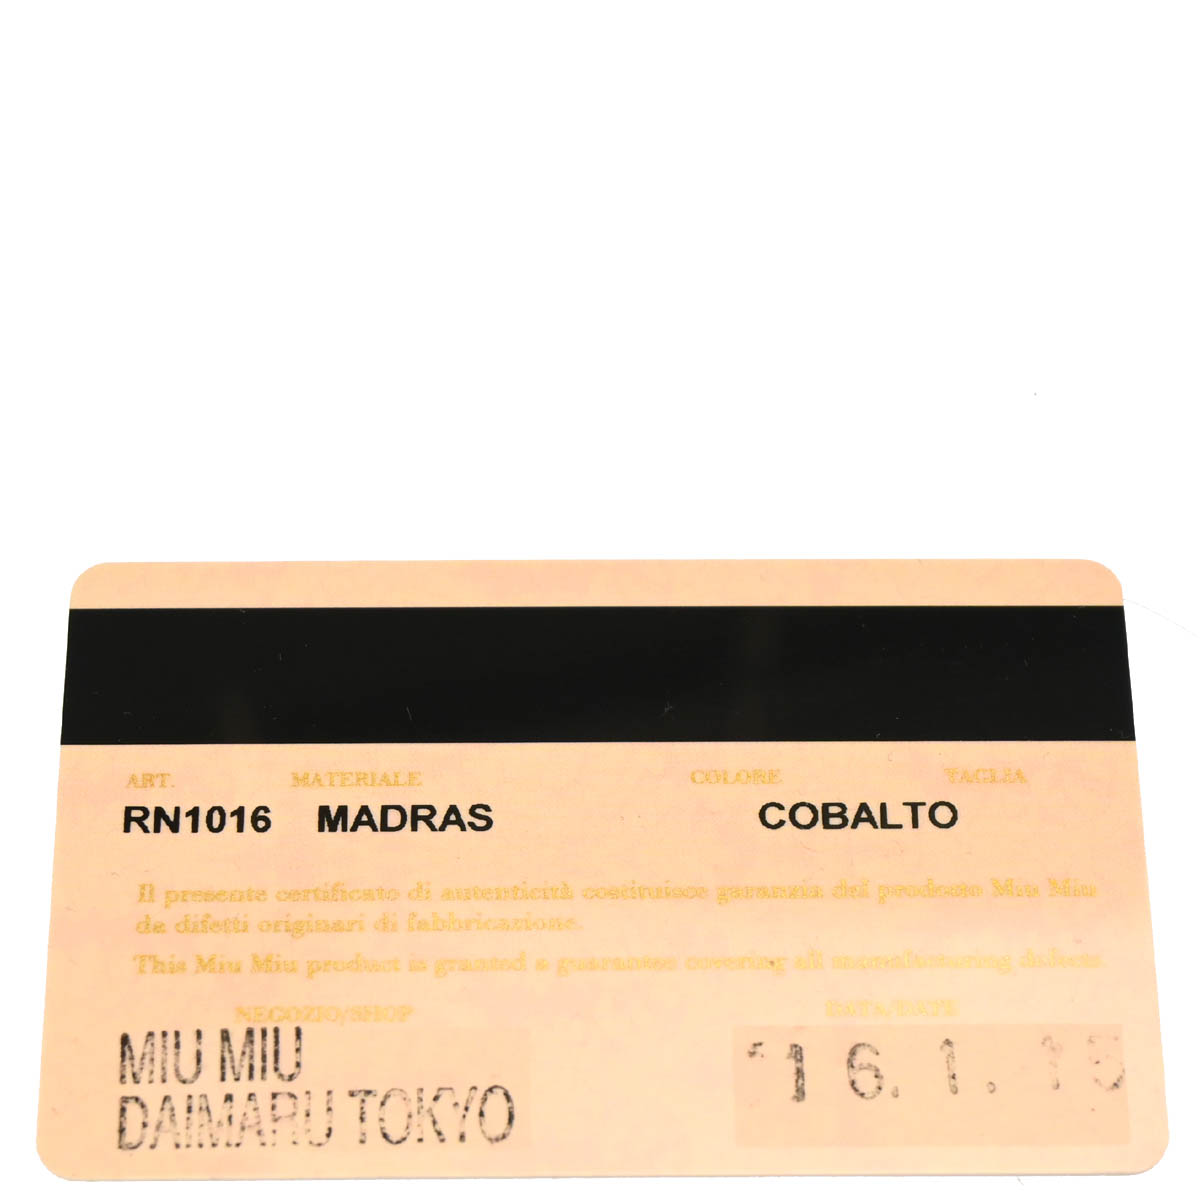 ART. MATERIALE COLORE TAGLIA
RN1016 MADRAS COBALTO
Il presente certificato di autenticità costituisce garanzia del prodotto Miu Miu
da difetti originari di fabbricazione.
This Miu Miu product is granted a guarantee covering all manufacturing defects.
NEGOZIO/SHOP DATA/DATE
MIU MIU
DAIMARU TOKYO
'16. 1. 15